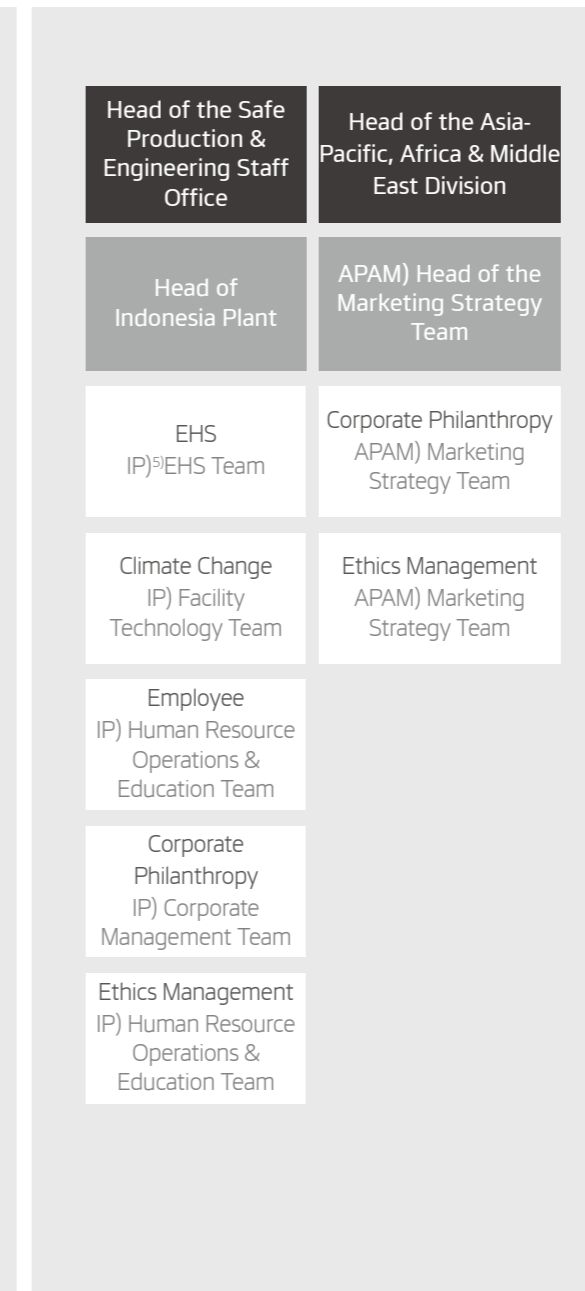 Head of the Safe
Production &
Engineering Staff
Office
Head of
Indonesia Plant
EHS
IP)5)EHS Team
Climate Change
IP) Facility
Technology Team
Employee
IP) Human Resource
Operations &
Education Team
Corporate
Philanthropy
IP) Corporate
Management Team
Ethics Management
IP) Human Resource
Operations &
Education Team
Head of the Asia-
Pacific, Africa & Middle
East Division
APAM) Head of the
Marketing Strategy
Team
Corporate Philanthropy
APAM) Marketing
Strategy Team
Ethics Management
APAM) Marketing
Strategy Team